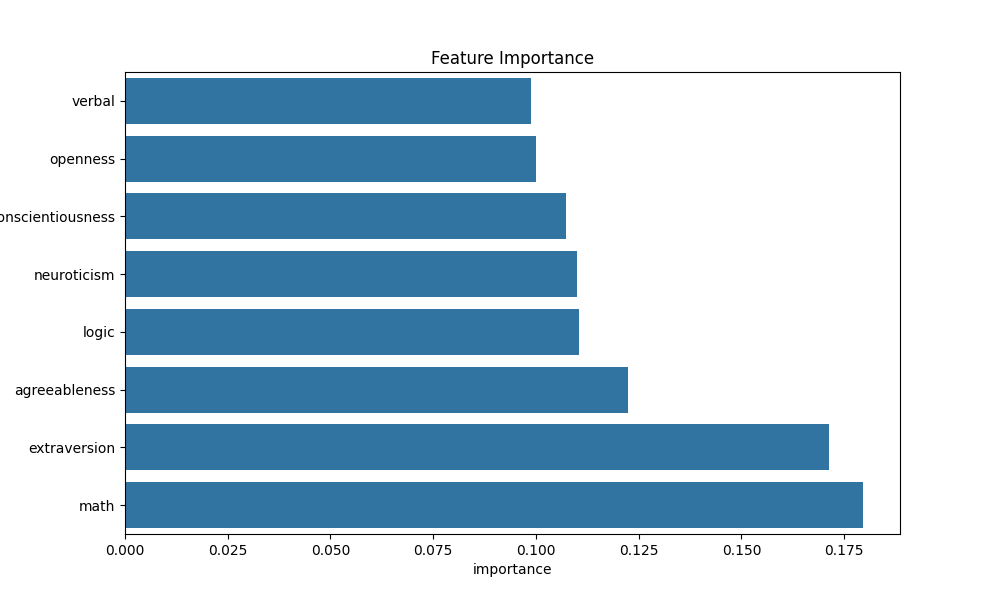 Feature Importance
verbal
openness
onscientiousness
neuroticism
logic
agreeableness
extraversion
math
0.000 0.025 0.050 0.075 0.100 0.125 0.150 0.175
importance